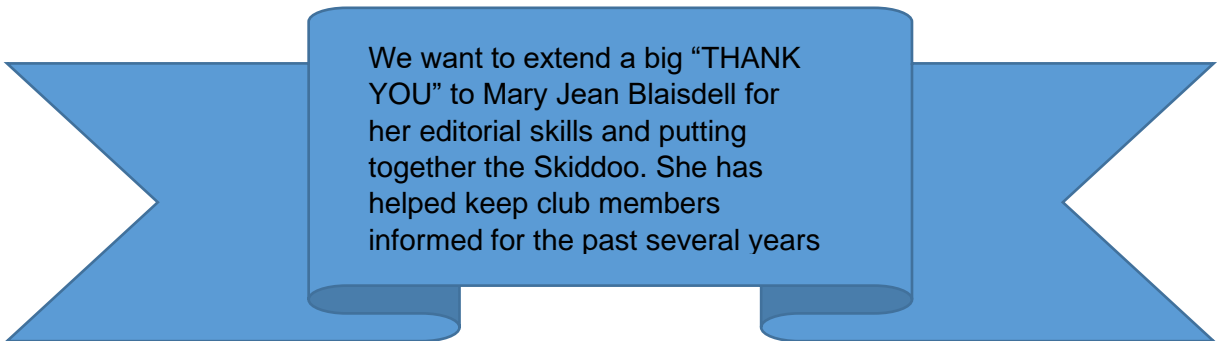 We want to extend a big “THANK
YOU” to Mary Jean Blaisdell for
her editorial skills and putting
together the Skiddoo. She has
helped keep club members
informed for the past several years